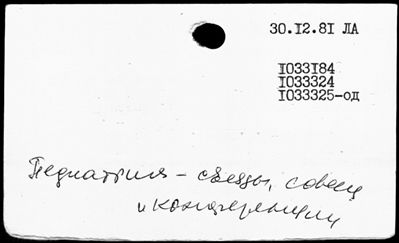 30.12.81 ЛА
1033184
1033324
1033325-од
Педиатрия – съезды, совещ
и конференции